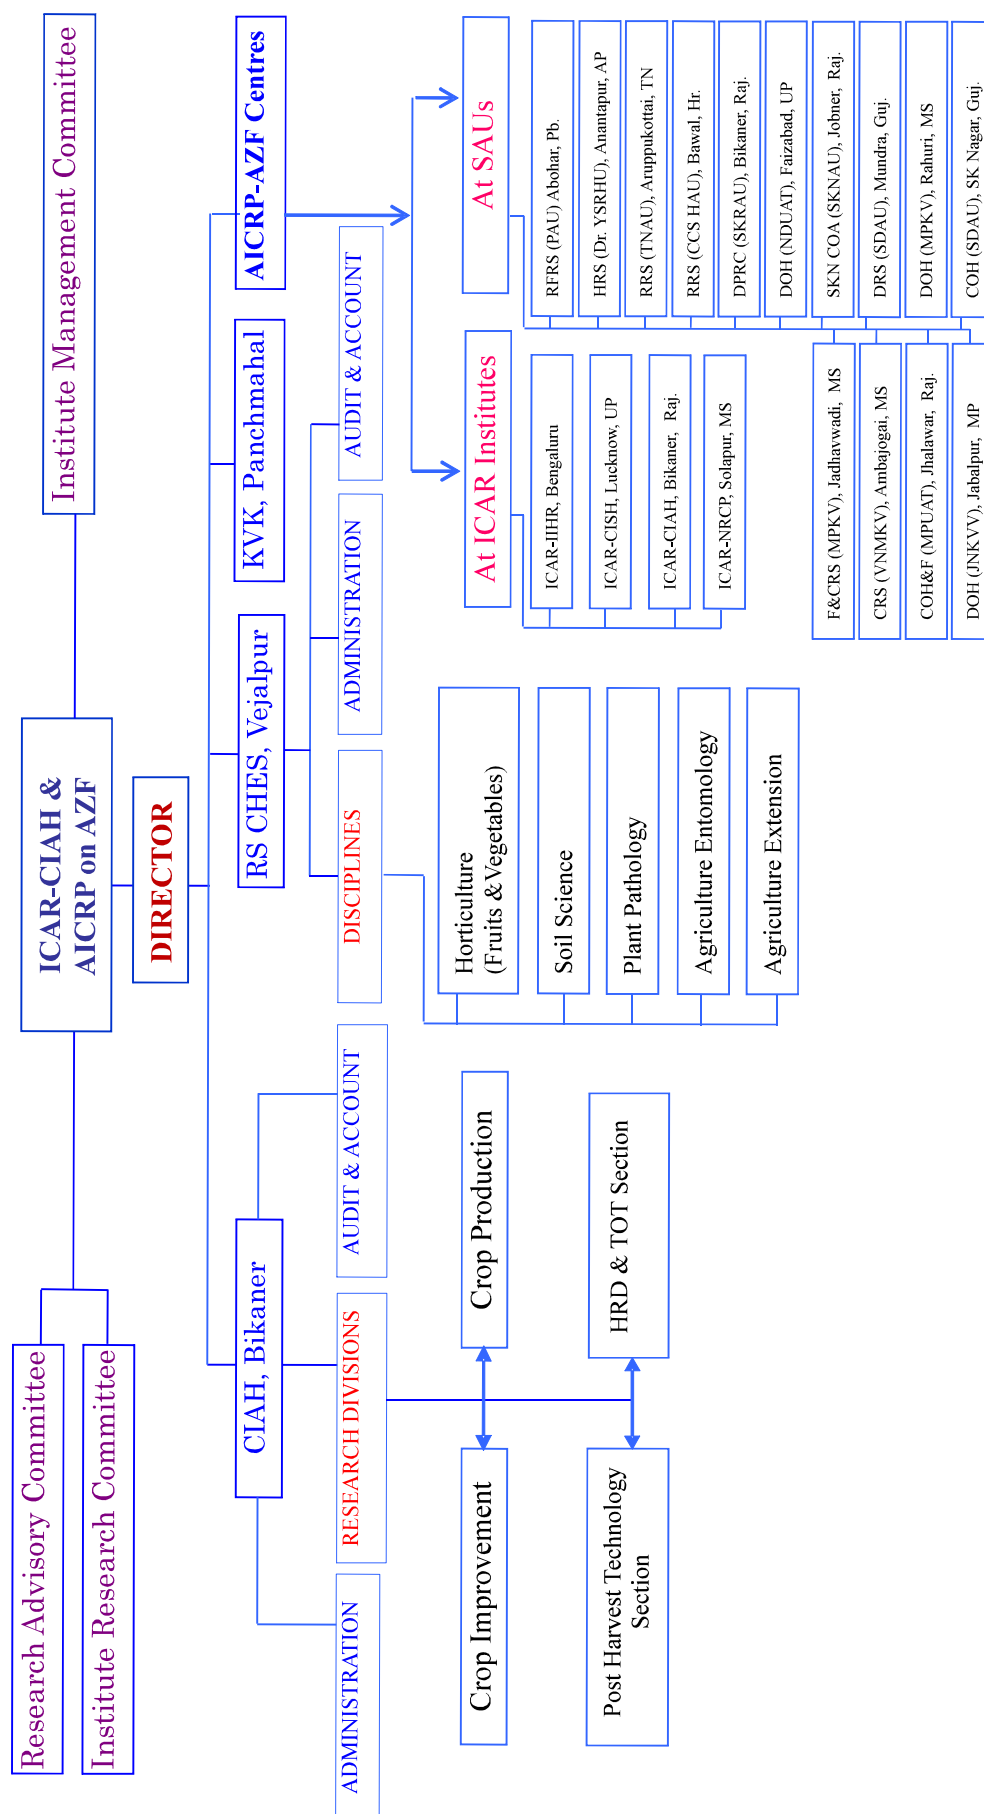 Research Advisory Committee
Institute Research Committee
ICAR-CIAH &
AICRP on AZF
Institute Management Committee
DIRECTOR
CIAH, Bikaner
RS CHES, Vejalpur
KVK, Panchmahal
AICRP-AZF Centres
ADMINISTRATION
RESEARCH DIVISIONS
AUDIT & ACCOUNT
DISCIPLINES
ADMINISTRATION
AUDIT & ACCOUNT
Crop Improvement
Crop Production
Post Harvest Technology
Section
HRD & TOT Section
Horticulture
(Fruits &Vegetables)
Soil Science
Plant Pathology
Agriculture Entomology
Agriculture Extension
At ICAR Institutes
ICAR-IIHR, Bengaluru
ICAR-CISH, Lucknow, UP
ICAR-CIAH, Bikaner, Raj.
ICAR-NRCP, Solapur, MS
At SAUs
RFRS (PAU) Abohar, Pb.
HRS (Dr. YSRHU), Anantapur, AP
RRS (TNAU), Aruppukottai, TN
RRS (CCS HAU), Bawal, Hr.
DPRC (SKRAU), Bikaner, Raj.
DOH (NDUAT), Faizabad, UP
SKN COA (SKNAU), Jobner, Raj.
DRS (SDAU), Mundra, Guj.
DOH (MPKV), Rahuri, MS
COH (SDAU), SK Nagar, Guj.
F&CRS (MPKV), Jadhavwadi, MS
CRS (VNMKV), Ambajogai, MS
COH&F (MPUAT), Jhalawar, Raj.
DOH (JNKVV), Jabalpur, MP